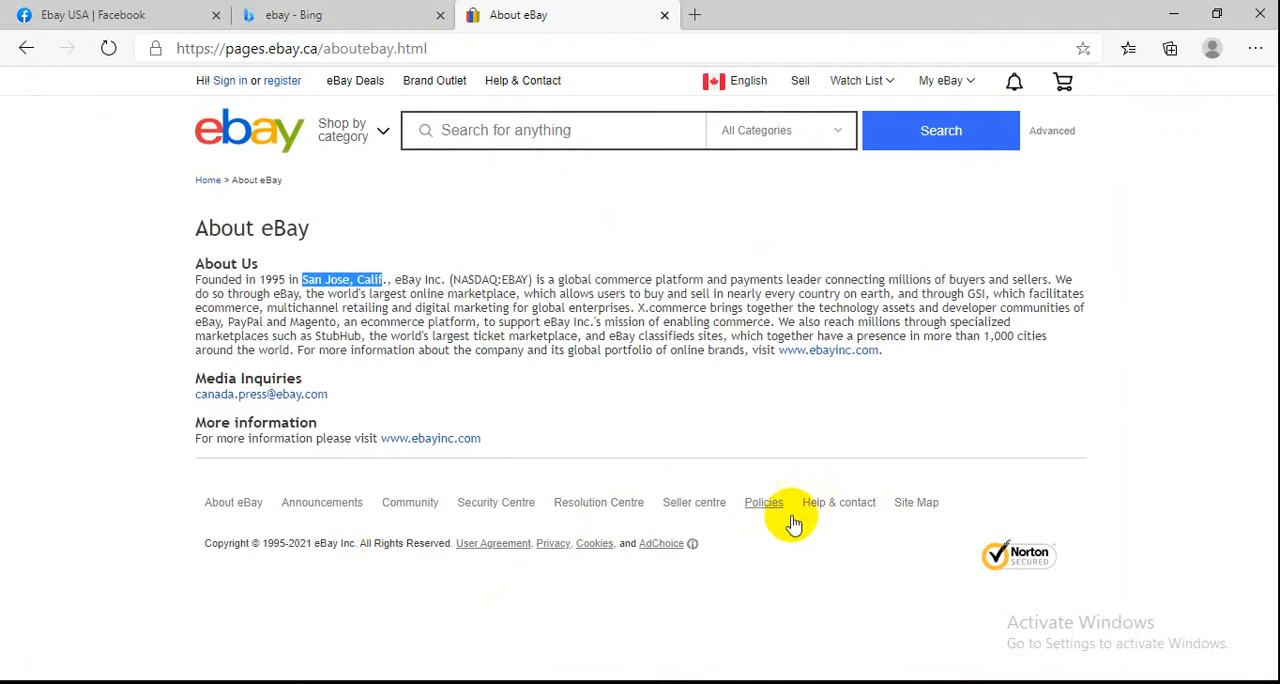 Ebay USA | Facebook
ebay - Bing
About eBay
https://pages.ebay.ca/aboutebay.html
Hi! Sign in or register eBay Deals Brand Outlet Help & Contact English Sell Watch List My eBay
ebay Shop by category Search for anything All Categories Search Advanced
Home > About eBay
About eBay
About Us
Founded in 1995 in San Jose, Calif., eBay Inc. (NASDAQ:EBAY) is a global commerce platform and payments leader connecting millions of buyers and sellers. We
do so through eBay, the world's largest online marketplace, which allows users to buy and sell in nearly every country on earth, and through GSI, which facilitates
ecommerce, multichannel retailing and digital marketing for global enterprises. X.commerce brings together the technology assets and developer communities of
eBay, PayPal and Magento, an ecommerce platform, to support eBay Inc.'s mission of enabling commerce. We also reach millions through specialized
marketplaces such as StubHub, the world's largest ticket marketplace, and eBay classifieds sites, which together have a presence in more than 1,000 cities
around the world. For more information about the company and its global portfolio of online brands, visit www.ebayinc.com.
Media Inquiries
canada.press@ebay.com
More information
For more information please visit www.ebayinc.com
About eBay Announcements Community Security Centre Resolution Centre Seller centre Policies Help & contact Site Map
Copyright © 1995-2021 eBay Inc. All Rights Reserved. User Agreement, Privacy, Cookies, and AdChoice
Norton
SECURED
Activate Windows
Go to Settings to activate Windows.